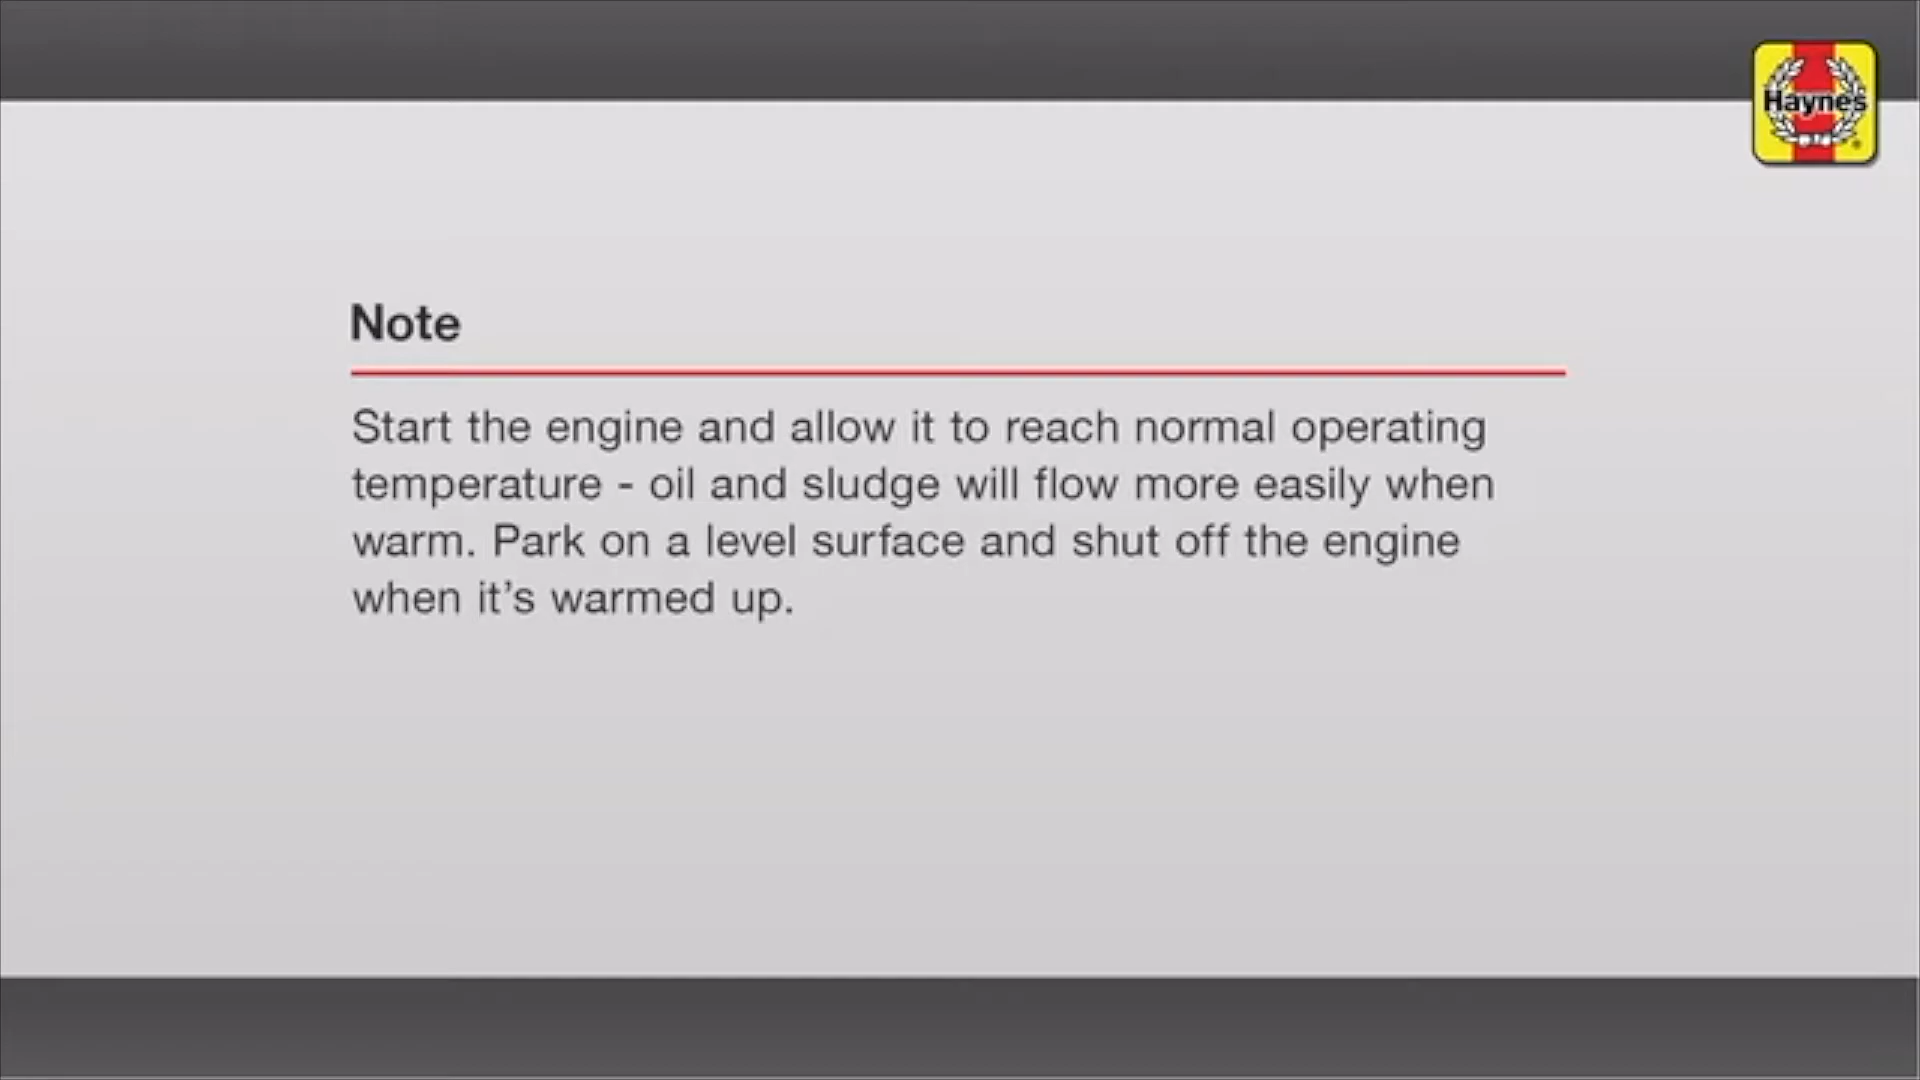 Haynes
Note
Start the engine and allow it to reach normal operating
temperature - oil and sludge will flow more easily when
warm. Park on a level surface and shut off the engine
when it’s warmed up.